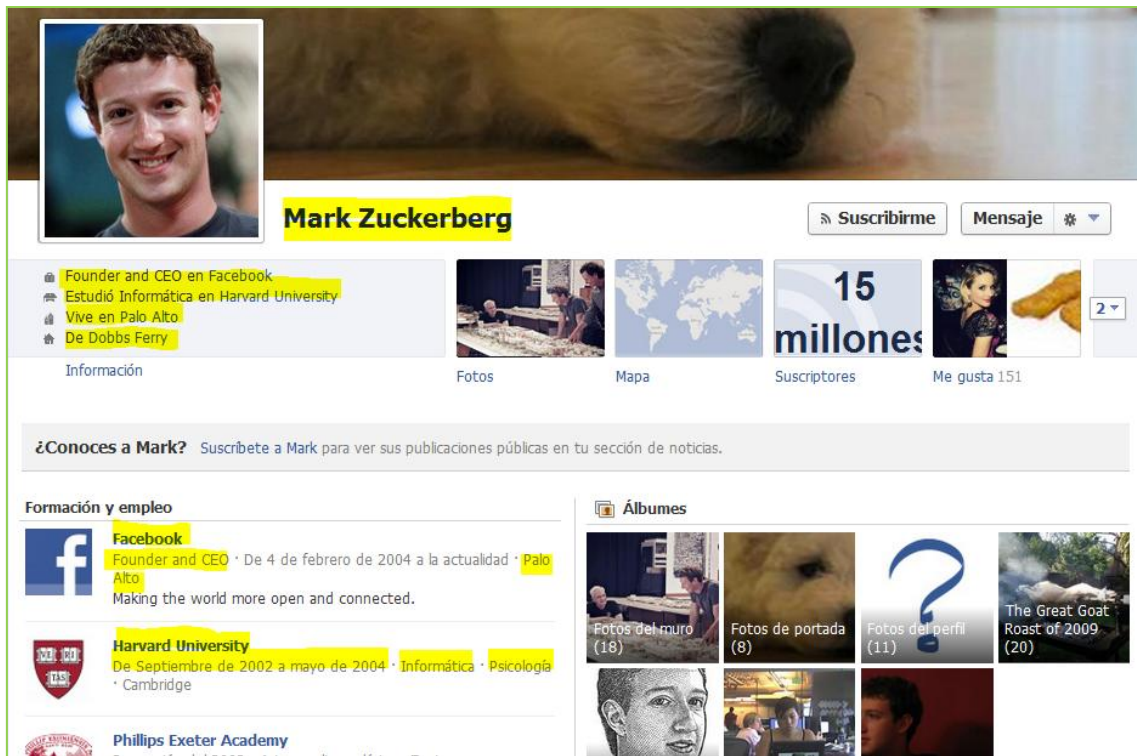 Mark Zuckerberg
Suscribirme
Mensaje
Founder and CEO en Facebook
Estudió Informática en Harvard University
Vive en Palo Alto
De Dobbs Ferry
Información
Fotos
Mapa
15
millones
Suscriptores
Me gusta 151
2
¿Conoces a Mark? Suscríbete a Mark para ver sus publicaciones públicas en tu sección de noticias.
Formación y empleo
f
Facebook
Founder and CEO · De 4 de febrero de 2004 a la actualidad · Palo
Alto
Making the world more open and connected.
VE RI
TAS
Harvard University
De Septiembre de 2002 a mayo de 2004 · Informática · Psicología
· Cambridge
Phillips Exeter Academy
Álbumes
Fotos del muro
(18)
Fotos de portada
(8)
?
Fotos del perfil
(11)
The Great Goat
Roast of 2009
(20)